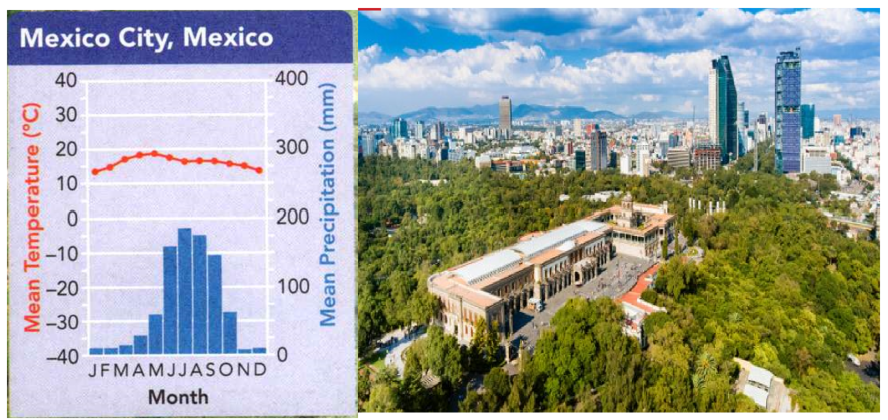 Mexico City, Mexico
Mean Temperature (°C)
40
30
20
10
0
–10
–20
–30
–40
400
300
200
100
0
Mean Precipitation (mm)
JFMAMJJASOND
Month